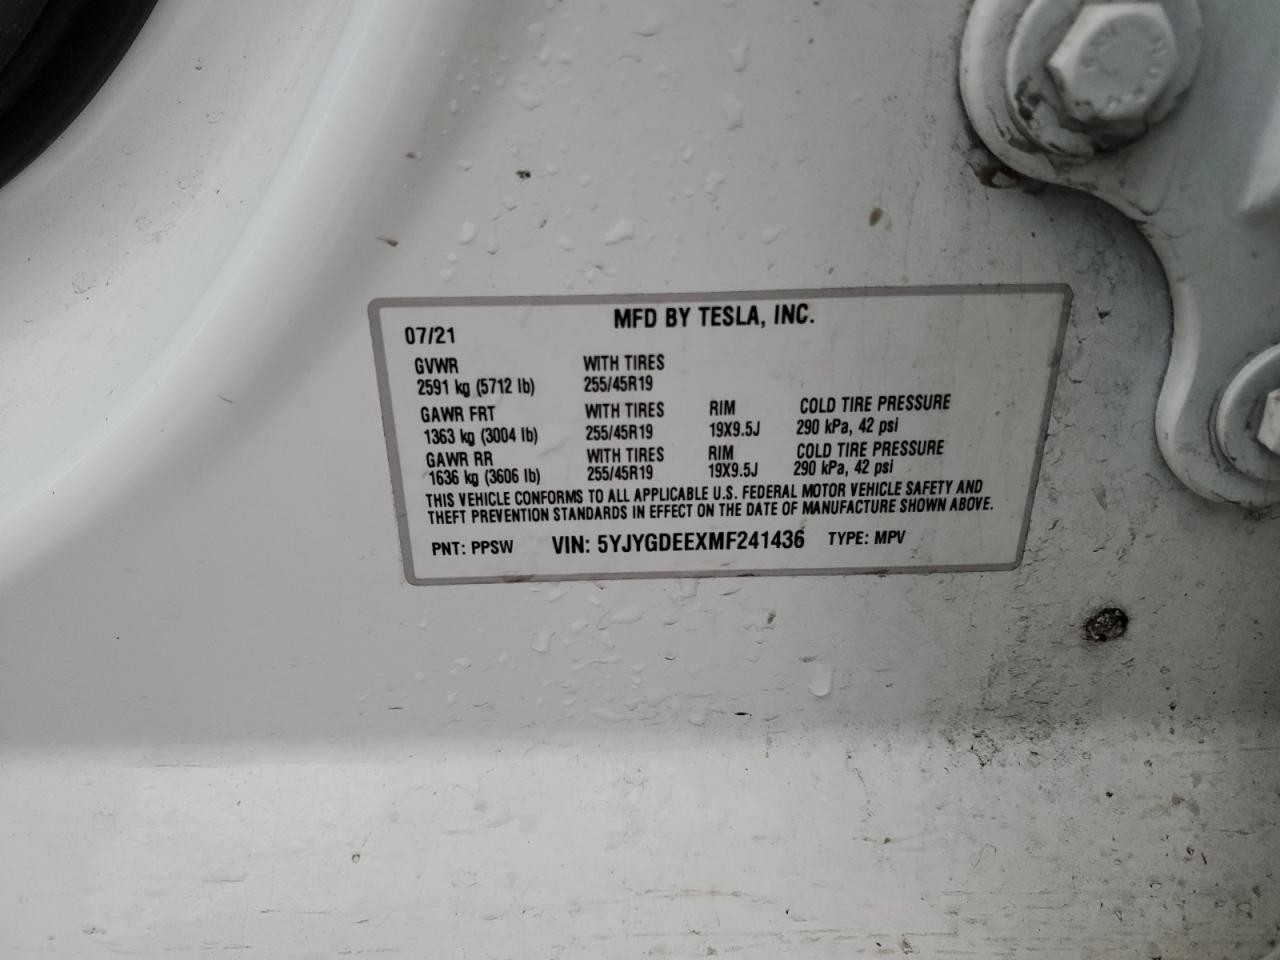 MFD BY TESLA, INC.
07/21
GVWR WITH TIRES
2591 kg (5712 lb) 255/45R19
GAWR FRT WITH TIRES RIM COLD TIRE PRESSURE
1363 kg (3004 lb) 255/45R19 19X9.5J 290 kPa, 42 psi
GAWR RR WITH TIRES RIM COLD TIRE PRESSURE
1636 kg (3606 lb) 255/45R19 19X9.5J 290 kPa, 42 psi
THIS VEHICLE CONFORMS TO ALL APPLICABLE U.S. FEDERAL MOTOR VEHICLE SAFETY AND
THEFT PREVENTION STANDARDS IN EFFECT ON THE DATE OF MANUFACTURE SHOWN ABOVE.
PNT: PPSW VIN: 5YJYGDEEXMF241436 TYPE: MPV